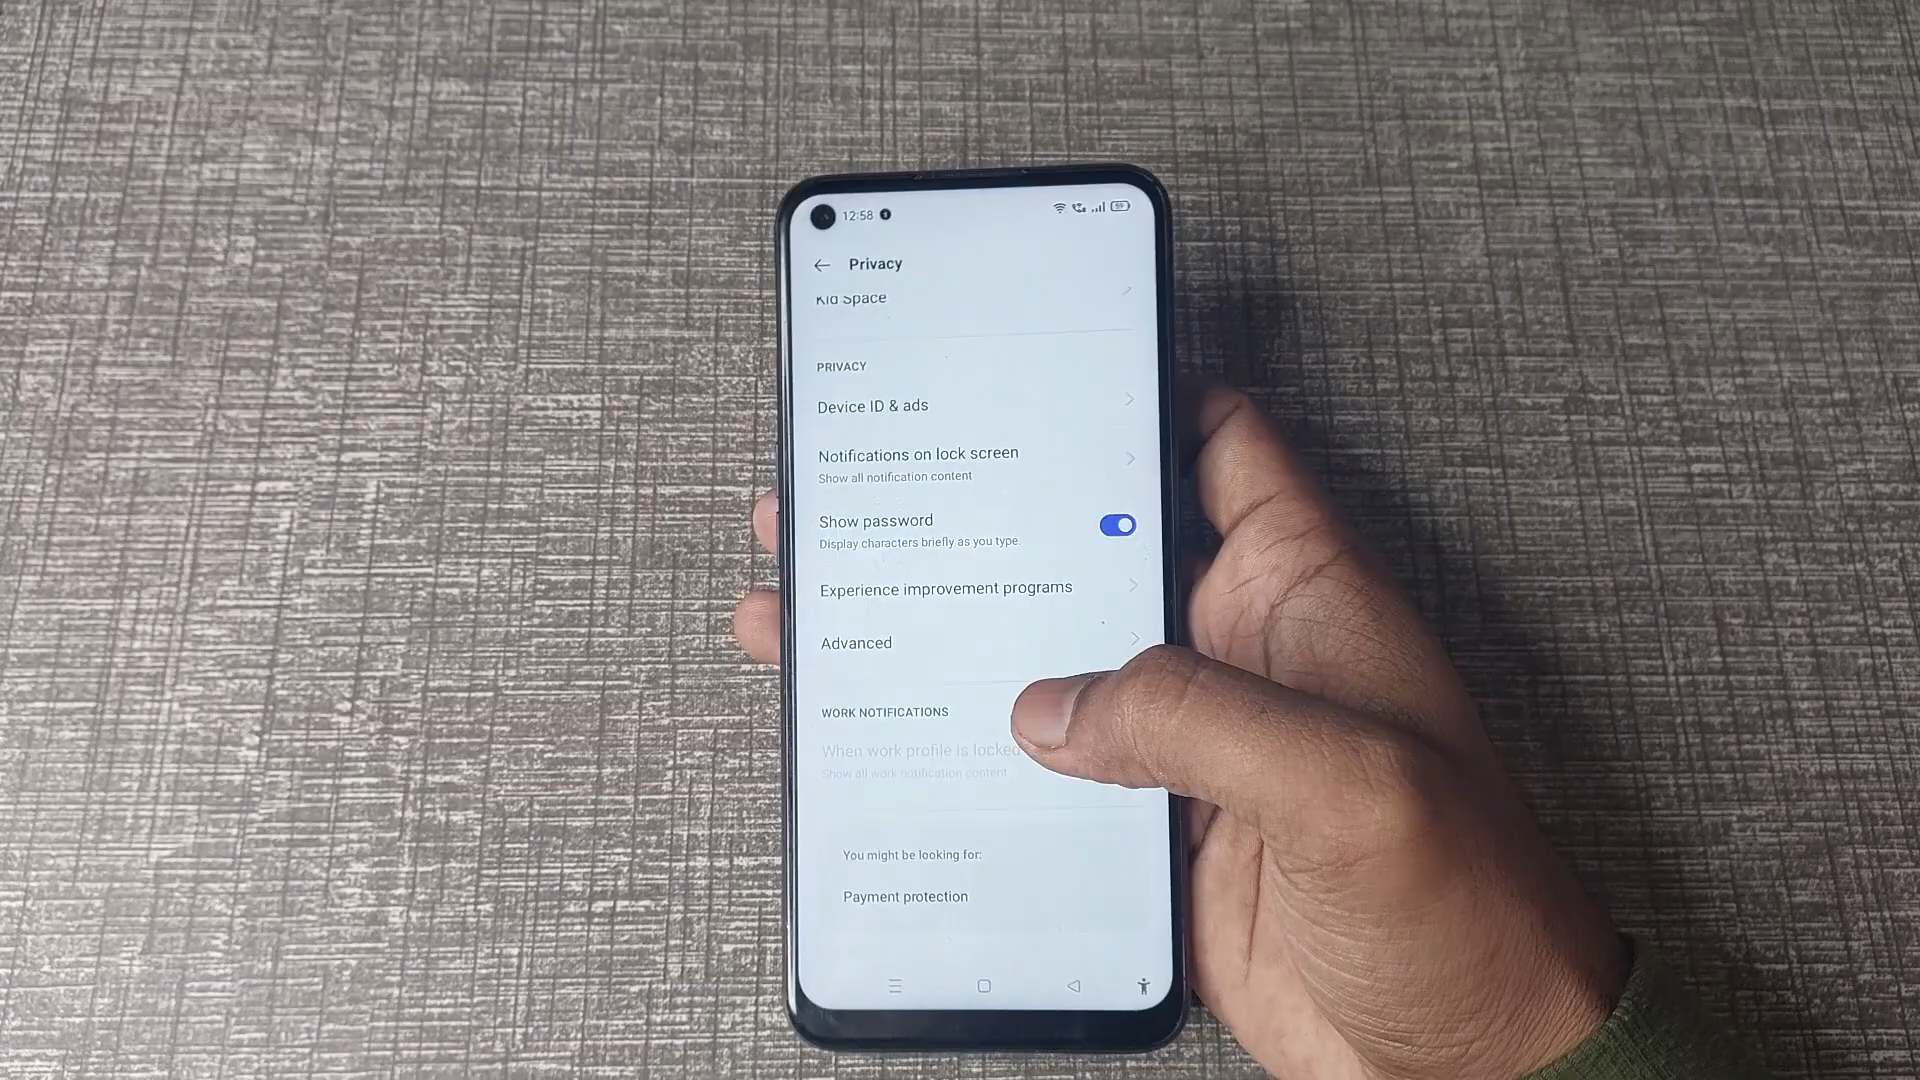 12:58
59
Privacy
Kid Space
PRIVACY
Device ID & ads
Notifications on lock screen
Show all notification content
Show password
Display characters briefly as you type.
Experience improvement programs
Advanced
WORK NOTIFICATIONS
When work profile is locked
Show all work notification content
You might be looking for:
Payment protection